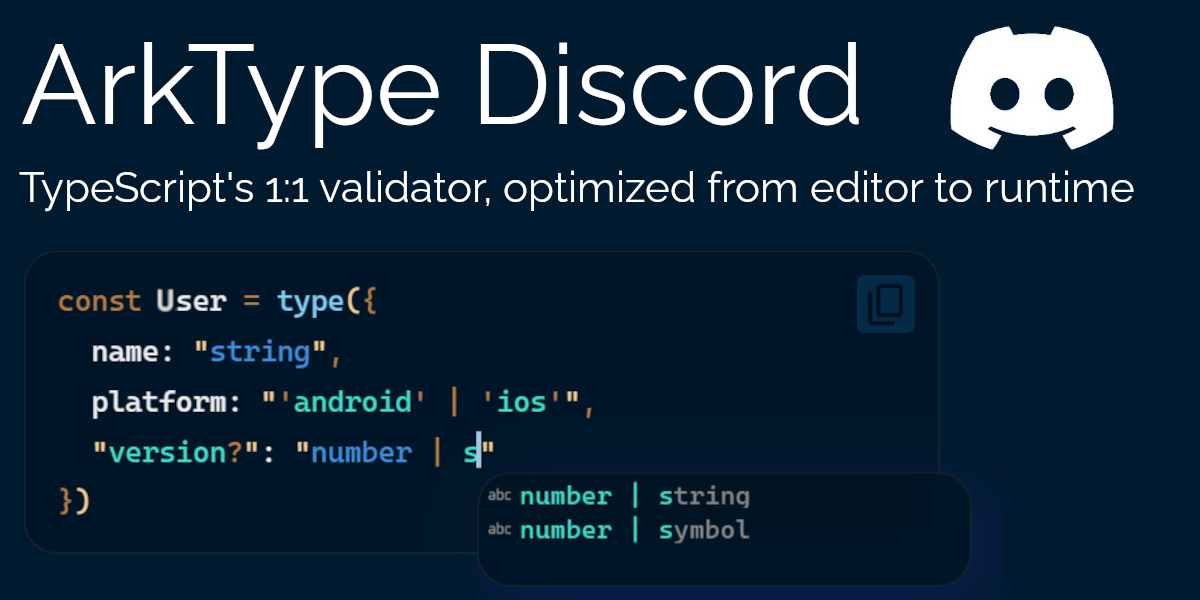 ArkType Discord
TypeScript's 1:1 validator, optimized from editor to runtime
const User = type({
  name: "string",
  platform: "'android' | 'ios'",
  "version?": "number | s"
})
abc number | string
abc number | symbol